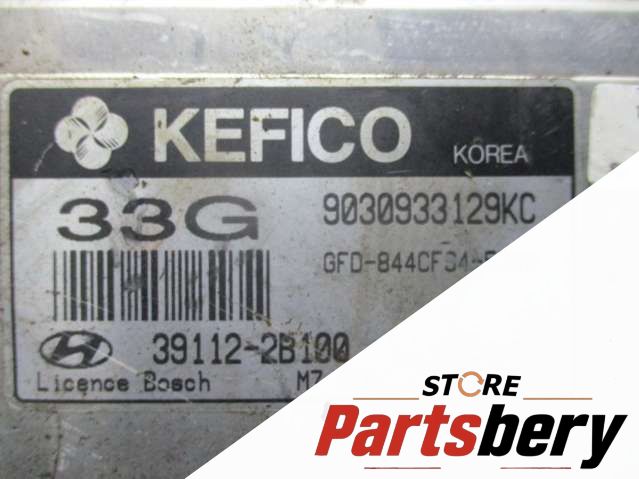 KEFICO KOREA
33G 9030933129KC
39112-2B100
Licence Bosch M7
STORE
Partsbery